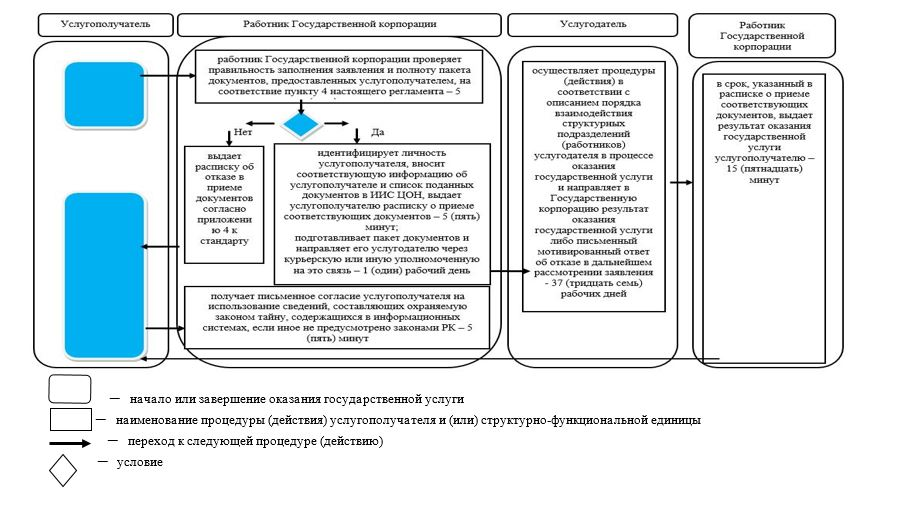 Услугополучатель
Работник Государственной корпорации
Услугодатель
Работник
Государственной
корпорации
работник Государственной корпорации проверяет
правильность заполнения заявления и полноту пакета
документов, предоставленных услугополучателем, на
соответствие пункту 4 настоящего регламента – 5
Нет
Да
выдает
расписку об
отказе в
приеме
документов
согласно
приложени
ю 4 к
стандарту
идентифицирует личность
услугополучателя, вносит
соответствующую информацию об
услугополучателе и список поданных
документов в ИИС ЦОН, выдает
услугополучателю расписку о приеме
соответствующих документов – 5 (пять)
минут;
подготавливает пакет документов и
направляет его услугодателю через
курьерскую или иную уполномоченную
на это связь – 1 (один) рабочий день
получает письменное согласие услугополучателя на
использование сведений, составляющих охраняемую
законом тайну, содержащихся в информационных
системах, если иное не предусмотрено законами РК – 5
(пять) минут
осуществляет процедуры
(действия) в
соответствии с
описанием порядка
взаимодействия
структурных
подразделений
(работников)
услугодателя в процессе
оказания
государственной услуги
и направляет в
Государственную
корпорацию результат
оказания
государственной услуги
либо письменный
мотивированный ответ
об отказе в дальнейшем
рассмотрении заявления
- 37 (тридцать семь)
рабочих дней
в срок, указанный в
расписке о приеме
соответствующих
документов, выдает
результат оказания
государственной
услуги
услугополучателю –
15 (пятнадцать)
минут
— начало или завершение оказания государственной услуги
— наименование процедуры (действия) услугополучателя и (или) структурно-функциональной единицы
— переход к следующей процедуре (действию)
— условие